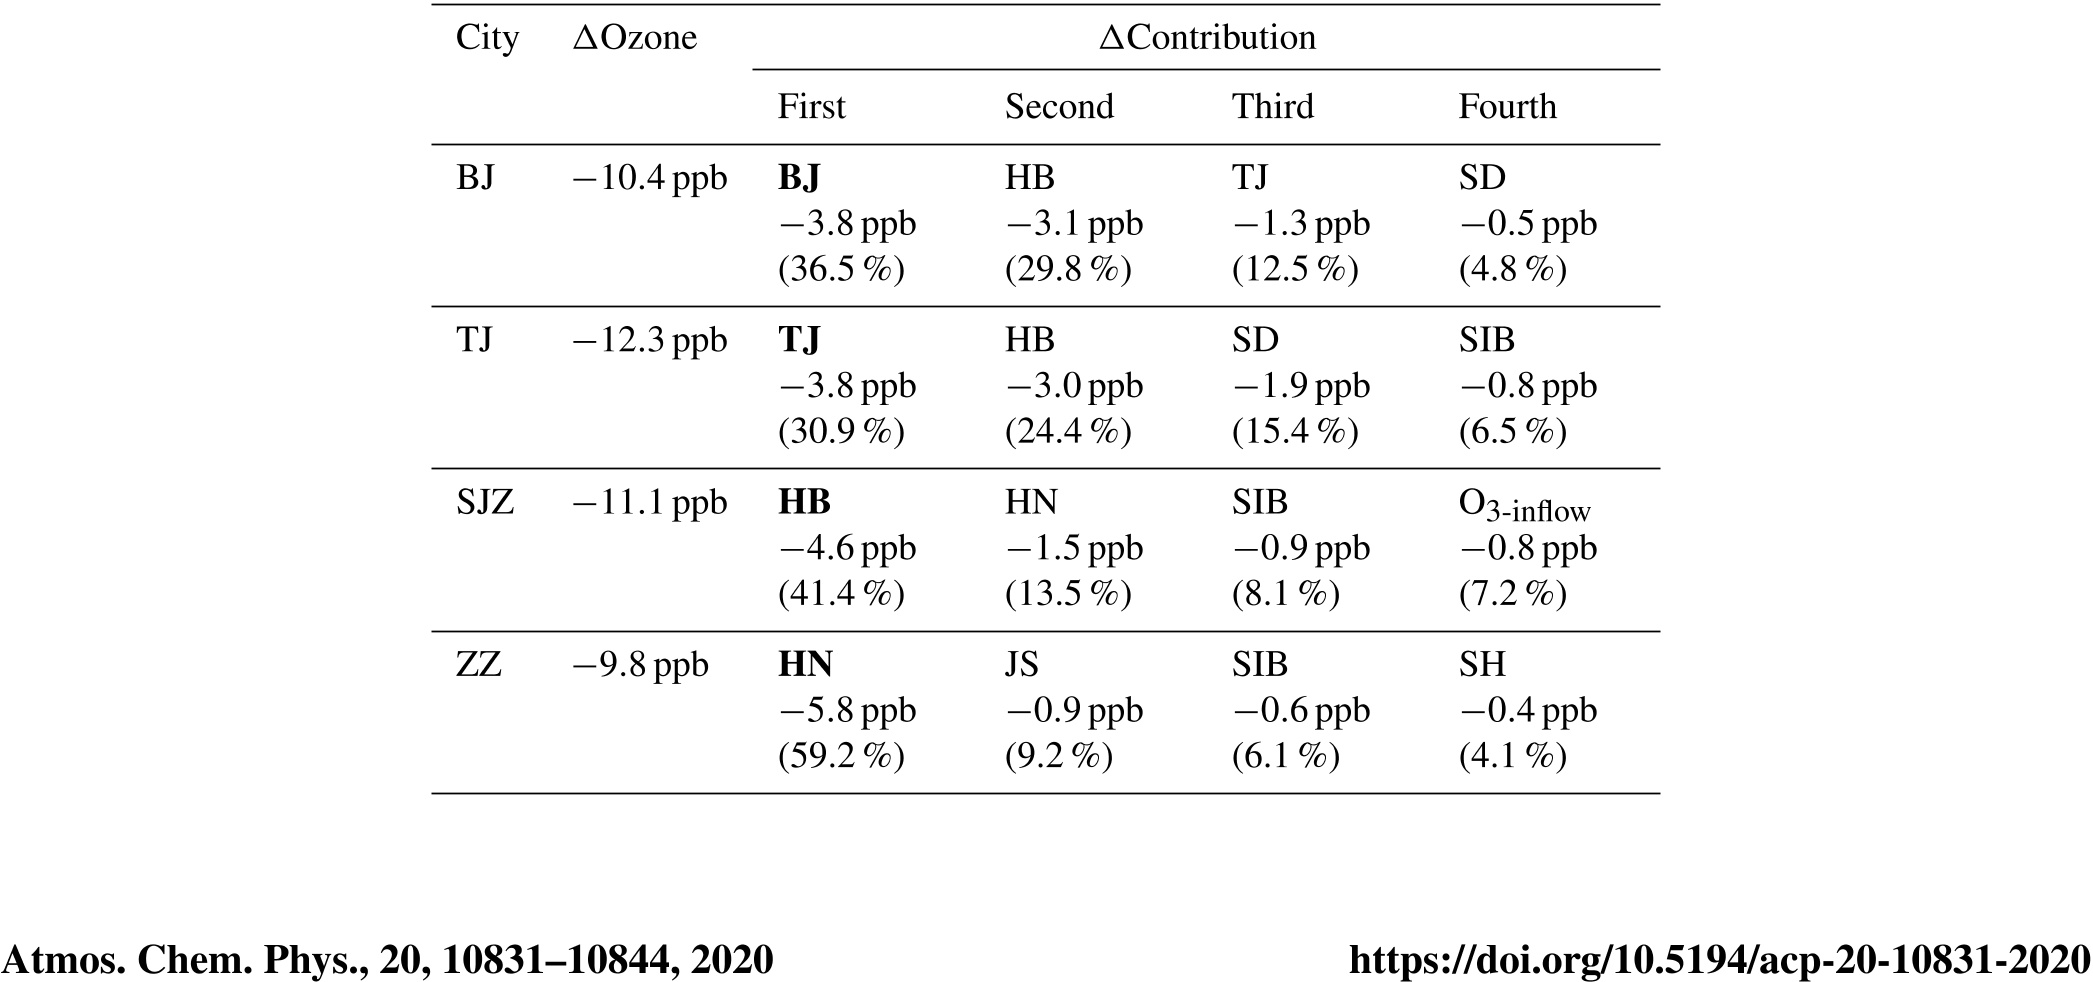 City ΔOzone ΔContribution
First Second Third Fourth
BJ −10.4 ppb BJ HB TJ SD
−3.8 ppb −3.1 ppb −1.3 ppb −0.5 ppb
(36.5 %) (29.8 %) (12.5 %) (4.8 %)
TJ −12.3 ppb TJ HB SD SIB
−3.8 ppb −3.0 ppb −1.9 ppb −0.8 ppb
(30.9 %) (24.4 %) (15.4 %) (6.5 %)
SJZ −11.1 ppb HB HN SIB O3-inflow
−4.6 ppb −1.5 ppb −0.9 ppb −0.8 ppb
(41.4 %) (13.5 %) (8.1 %) (7.2 %)
ZZ −9.8 ppb HN JS SIB SH
−5.8 ppb −0.9 ppb −0.6 ppb −0.4 ppb
(59.2 %) (9.2 %) (6.1 %) (4.1 %)
Atmos. Chem. Phys., 20, 10831–10844, 2020 https://doi.org/10.5194/acp-20-10831-2020